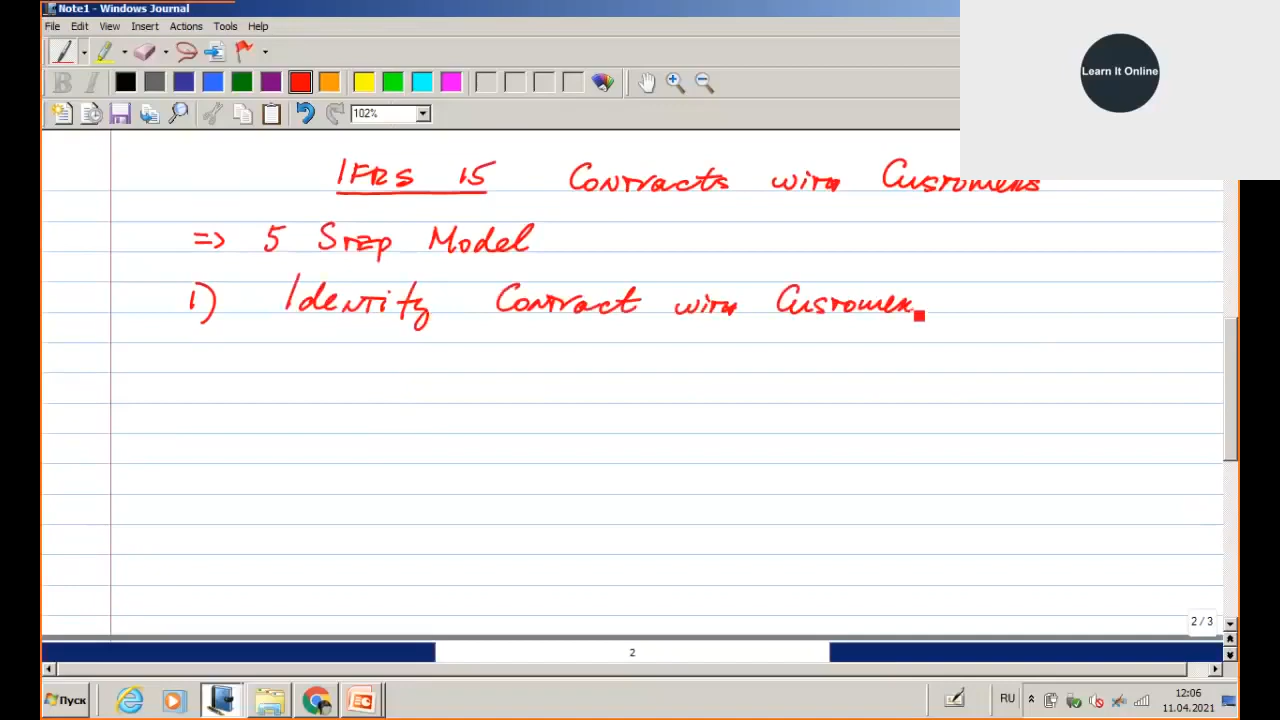 Note1 - Windows Journal
File Edit View Insert Actions Tools Help
Learn It Online
B I
102%
IFRS 15 Contracts with Customers
=> 5 Step Model
1) Identify Contract with Customer
2 / 3
2
Пуск
RU
12:06
11.04.2021